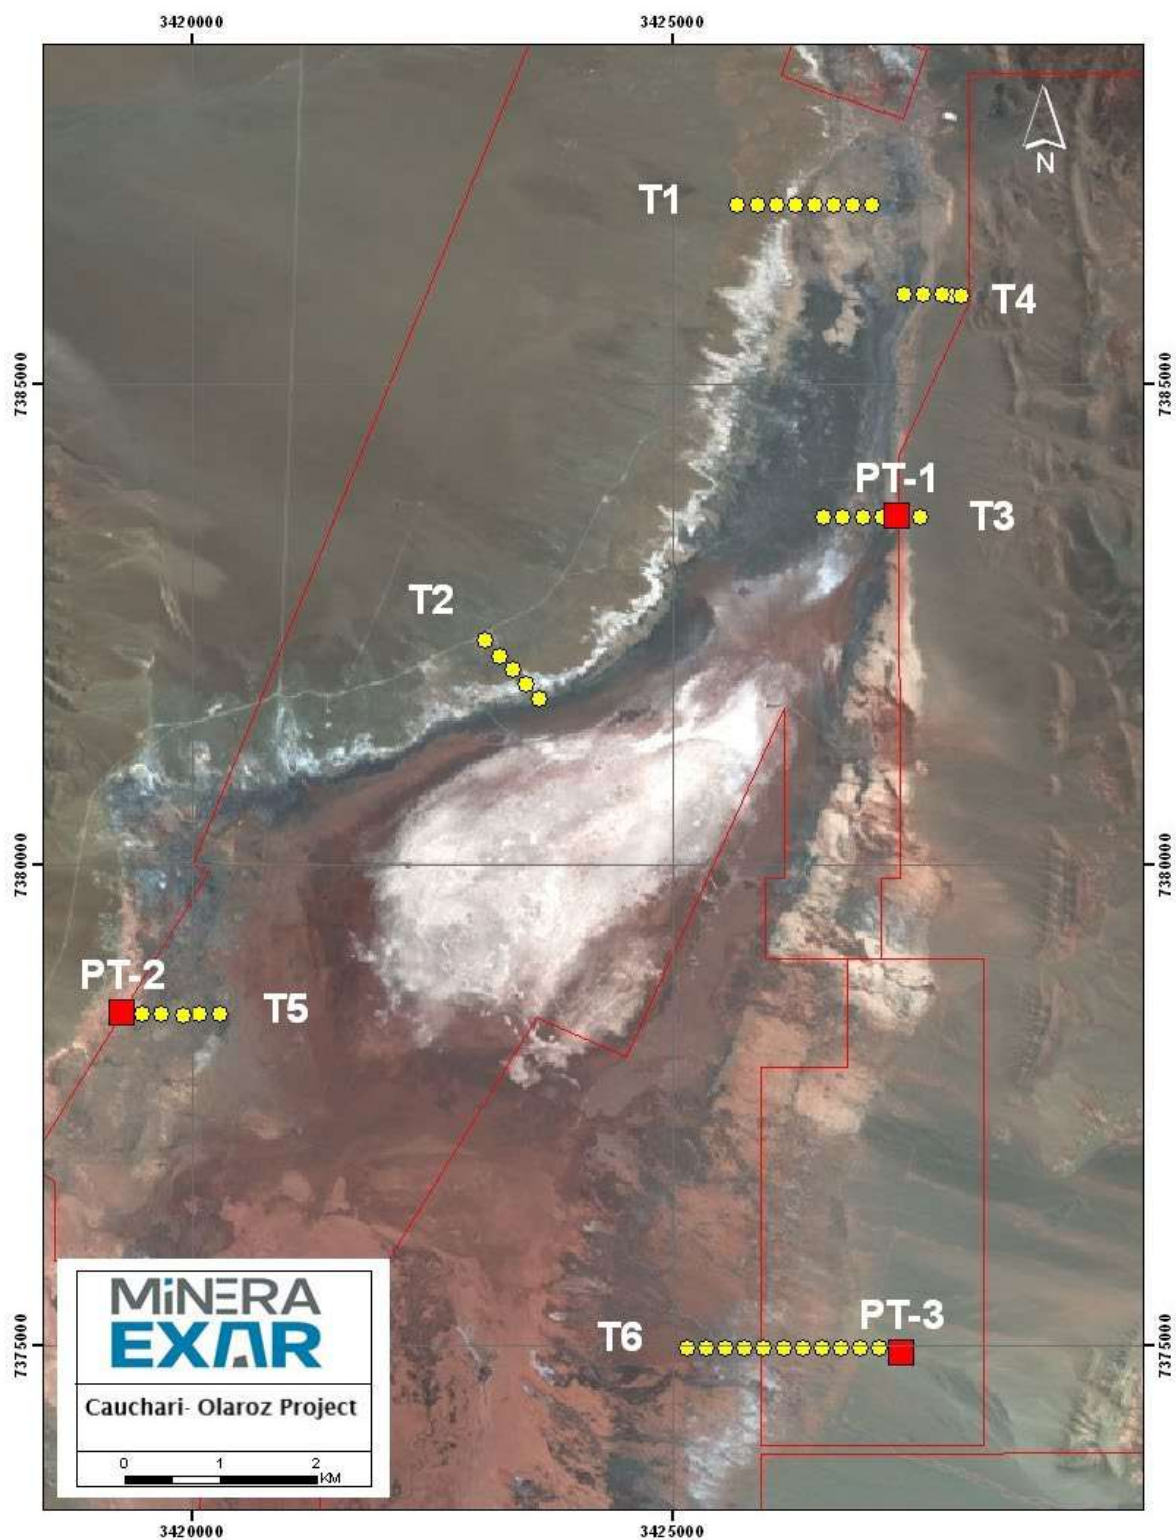 3420000 3425000
N
T1
T4
7385000 7385000
PT-1
T3
T2
7380000 7380000
PT-2
T5
PT-3
T6
7375000 7375000
MiNERA
EXAR
Cauchari- Olaroz Project
0 1 2
KM
3420000 3425000